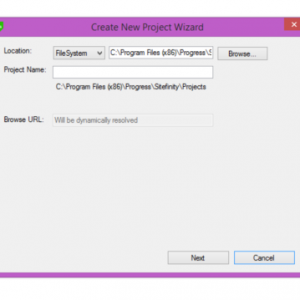 Create New Project Wizard
Location: FileSystem C:\Program Files (x86)\Progress\S Browse...
Project Name:
C:\Program Files (x86)\Progress\Sitefinity\Projects
Browse URL: Will be dynamically resolved
Next Cancel